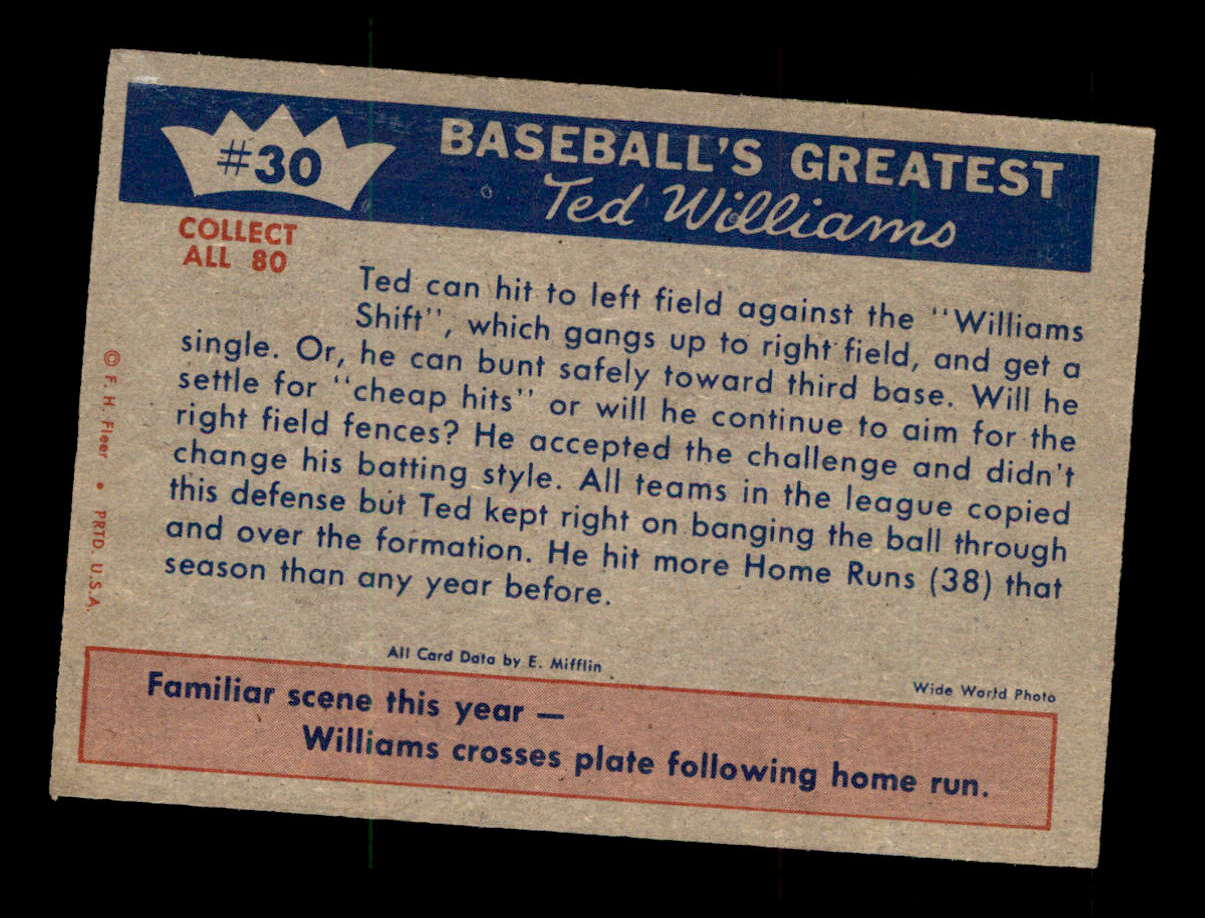 #30
BASEBALL'S GREATEST
Ted Williams
COLLECT
ALL 80
Ted can hit to left field against the "Williams
Shift", which gangs up to right field, and get a
single. Or, he can bunt safely toward third base. Will he
settle for "cheap hits" or will he continue to aim for the
right field fences? He accepted the challenge and didn't
change his batting style. All teams in the league copied
this defense but Ted kept right on banging the ball through
and over the formation. He hit more Home Runs (38) that
season than any year before.
© F. H. Fleer • PRTD. U.S.A.
All Card Data by E. Mifflin
Wide World Photo
Familiar scene this year —
Williams crosses plate following home run.